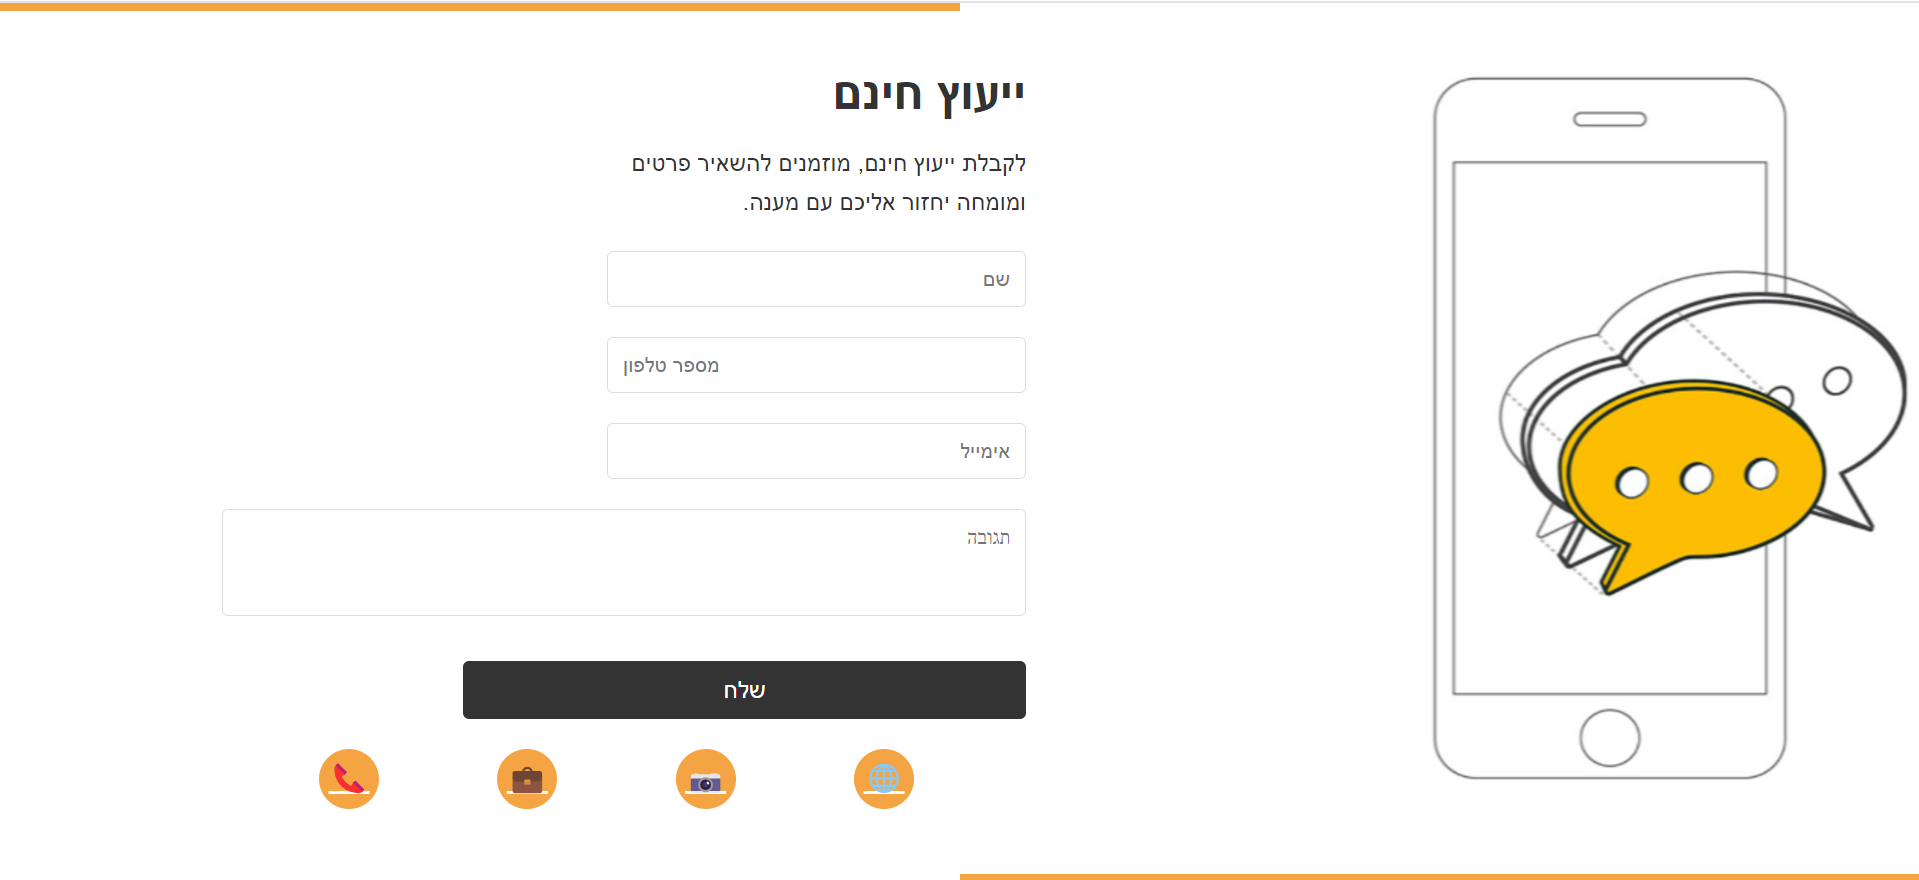 ייעוץ חינם
לקבלת ייעוץ חינם, מוזמנים להשאיר פרטים
ומומחה יחזור אליכם עם מענה.
שם
מספר טלפון
אימייל
תגובה
שלח